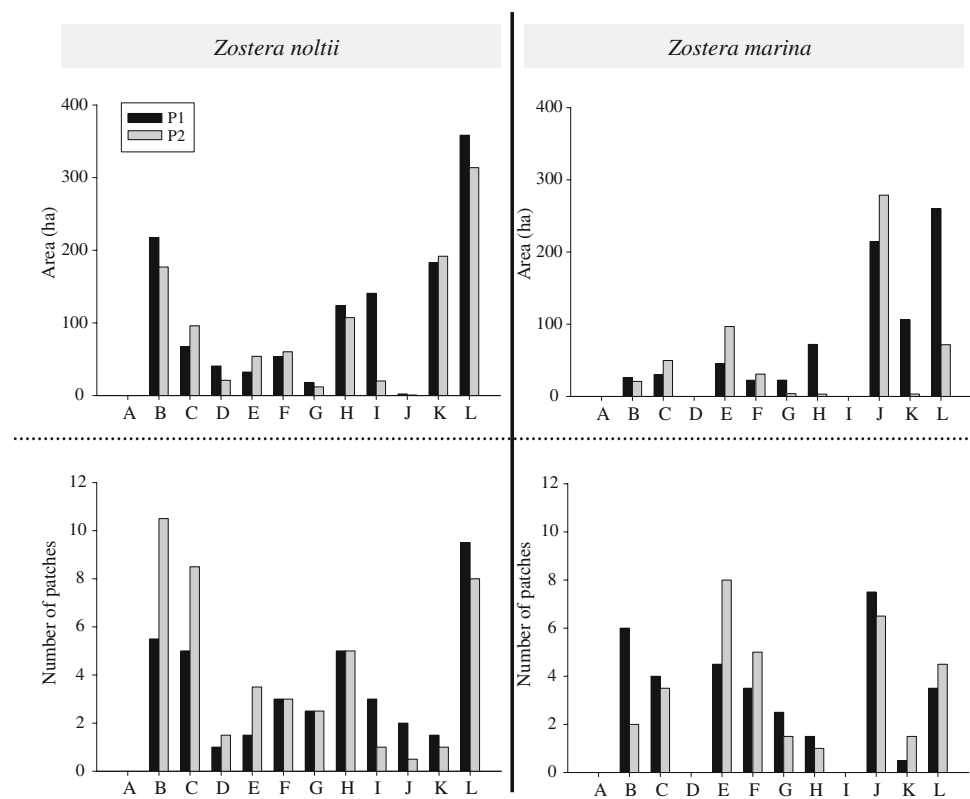 Zostera noltii
Zostera marina
400
300
200
100
0
Area (ha)
P1
P2
A B C D E F G H I J K L
400
300
200
100
0
Area (ha)
A B C D E F G H I J K L
12
10
8
6
4
2
0
Number of patches
A B C D E F G H I J K L
12
10
8
6
4
2
0
Number of patches
A B C D E F G H I J K L